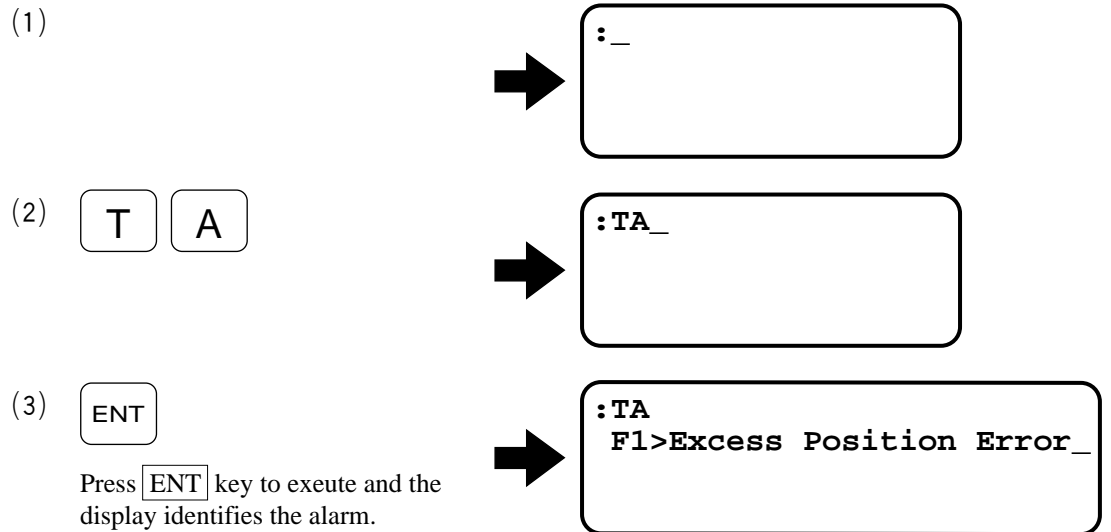 (1)
:_
(2)
T A
:TA_
(3)
ENT
:TA
F1>Excess Position Error_
Press ENT key to exeute and the
display identifies the alarm.